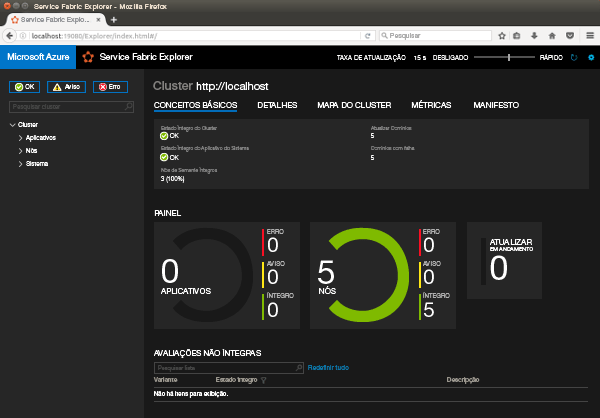 Service Fabric Explorer - Mozilla Firefox
Service Fabric Explo...
localhost:19080/Explorer/index.html#/
Pesquisar
Microsoft Azure
Service Fabric Explorer
TAXA DE ATUALIZAÇÃO 15 s DESLIGADO RÁPIDO
OK
Aviso
Erro
Pesquisar cluster
Cluster
Aplicativos
Nós
Sistema
Cluster http://localhost
CONCEITOS BÁSICOS
DETALHES
MAPA DO CLUSTER
MÉTRICAS
MANIFESTO
Estado Íntegro do Cluster
OK
Estado Íntegro do Aplicativo do Sistema
OK
Nós de Semente Íntegros
3 (100%)
Atualizar Domínios
5
Domínios com falha
5
PAINEL
0
APLICATIVOS
ERRO
0
AVISO
0
ÍNTEGRO
0
5
NÓS
ERRO
0
AVISO
0
ÍNTEGRO
5
ATUALIZAR
EM ANDAMENTO
0
AVALIAÇÕES NÃO ÍNTEGRAS
Pesquisar lista
Redefinir tudo
Variante
Estado Íntegro
Descrição
Não há itens para exibição.